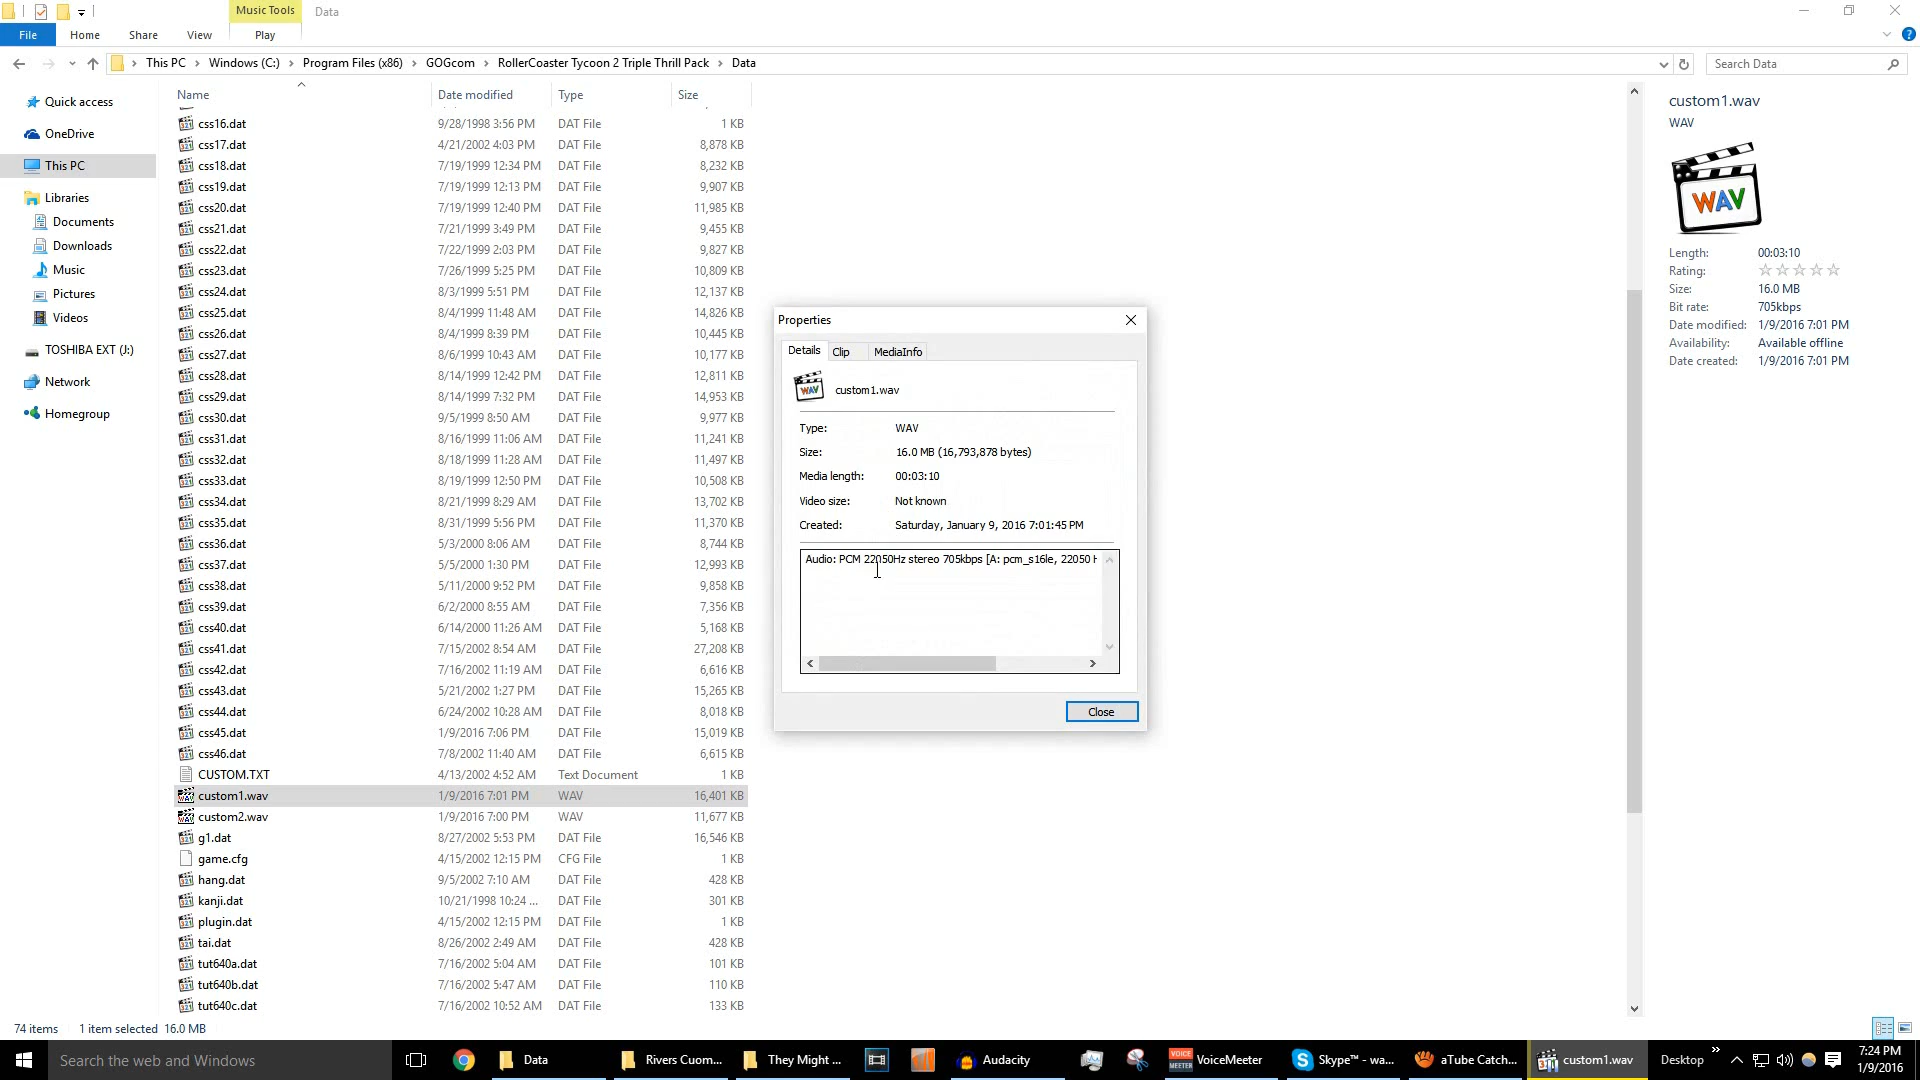 Music Tools
Data
File
Home
Share
View
Play
This PC
Windows (C:)
Program Files (x86)
GOGcom
RollerCoaster Tycoon 2 Triple Thrill Pack
Data
Search Data
Quick access
OneDrive
This PC
Libraries
Documents
Downloads
Music
Pictures
Videos
TOSHIBA EXT (J:)
Network
Homegroup
Name Date modified Type Size
css16.dat 9/28/1998 3:56 PM DAT File 1 KB
css17.dat 4/21/2002 4:03 PM DAT File 8,878 KB
css18.dat 7/19/1999 12:34 PM DAT File 8,232 KB
css19.dat 7/19/1999 12:13 PM DAT File 9,907 KB
css20.dat 7/19/1999 12:40 PM DAT File 11,985 KB
css21.dat 7/21/1999 3:49 PM DAT File 9,455 KB
css22.dat 7/22/1999 2:03 PM DAT File 9,827 KB
css23.dat 7/26/1999 5:25 PM DAT File 10,809 KB
css24.dat 8/3/1999 5:51 PM DAT File 12,137 KB
css25.dat 8/4/1999 11:48 AM DAT File 14,826 KB
css26.dat 8/4/1999 8:39 PM DAT File 10,445 KB
css27.dat 8/6/1999 10:43 AM DAT File 10,177 KB
css28.dat 8/14/1999 12:42 PM DAT File 12,811 KB
css29.dat 8/14/1999 7:32 PM DAT File 14,953 KB
css30.dat 9/5/1999 8:50 AM DAT File 9,977 KB
css31.dat 8/16/1999 11:06 AM DAT File 11,241 KB
css32.dat 8/18/1999 11:28 AM DAT File 11,497 KB
css33.dat 8/19/1999 12:50 PM DAT File 10,508 KB
css34.dat 8/21/1999 8:29 AM DAT File 13,702 KB
css35.dat 8/31/1999 5:56 PM DAT File 11,370 KB
css36.dat 5/3/2000 8:06 AM DAT File 8,744 KB
css37.dat 5/5/2000 1:30 PM DAT File 12,993 KB
css38.dat 5/11/2000 9:52 PM DAT File 9,858 KB
css39.dat 6/2/2000 8:55 AM DAT File 7,356 KB
css40.dat 6/14/2000 11:26 AM DAT File 5,168 KB
css41.dat 7/15/2002 8:54 AM DAT File 27,208 KB
css42.dat 7/16/2002 11:19 AM DAT File 6,616 KB
css43.dat 5/21/2002 1:27 PM DAT File 15,265 KB
css44.dat 6/24/2002 10:28 AM DAT File 8,018 KB
css45.dat 1/9/2016 7:06 PM DAT File 15,019 KB
css46.dat 7/8/2002 11:40 AM DAT File 6,615 KB
CUSTOM.TXT 4/13/2002 4:52 AM Text Document 1 KB
custom1.wav 1/9/2016 7:01 PM WAV 16,401 KB
custom2.wav 1/9/2016 7:00 PM WAV 11,677 KB
g1.dat 8/27/2002 5:53 PM DAT File 16,546 KB
game.cfg 4/15/2002 12:15 PM CFG File 1 KB
hang.dat 9/5/2002 7:10 AM DAT File 428 KB
kanji.dat 10/21/1998 10:24 ... DAT File 301 KB
plugin.dat 4/15/2002 12:15 PM DAT File 1 KB
tai.dat 8/26/2002 2:49 AM DAT File 428 KB
tut640a.dat 7/16/2002 5:04 AM DAT File 101 KB
tut640b.dat 7/16/2002 5:47 AM DAT File 110 KB
tut640c.dat 7/16/2002 10:52 AM DAT File 133 KB
Properties
Details
Clip
MediaInfo
WAV
custom1.wav
Type: WAV
Size: 16.0 MB (16,793,878 bytes)
Media length: 00:03:10
Video size: Not known
Created: Saturday, January 9, 2016 7:01:45 PM
Audio: PCM 22050Hz stereo 705kbps [A: pcm_s16le, 22050 H
Close
custom1.wav
WAV
WAV
Length: 00:03:10
Rating:
Size: 16.0 MB
Bit rate: 705kbps
Date modified: 1/9/2016 7:01 PM
Availability: Available offline
Date created: 1/9/2016 7:01 PM
74 items 1 item selected 16.0 MB
Search the web and Windows
Data
Rivers Cuom...
They Might ...
Audacity
VOICE MEETER
VoiceMeeter
Skype™ - wa...
aTube Catch...
custom1.wav
Desktop
7:24 PM
1/9/2016